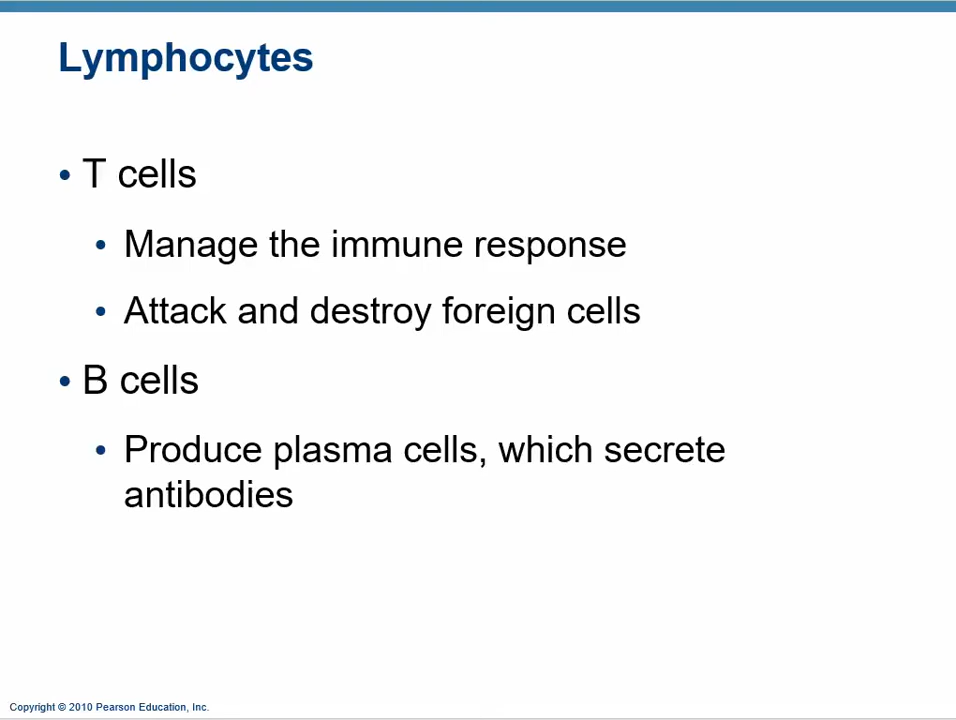 Lymphocytes
• T cells
• Manage the immune response
• Attack and destroy foreign cells
• B cells
• Produce plasma cells, which secrete
antibodies
Copyright © 2010 Pearson Education, Inc.